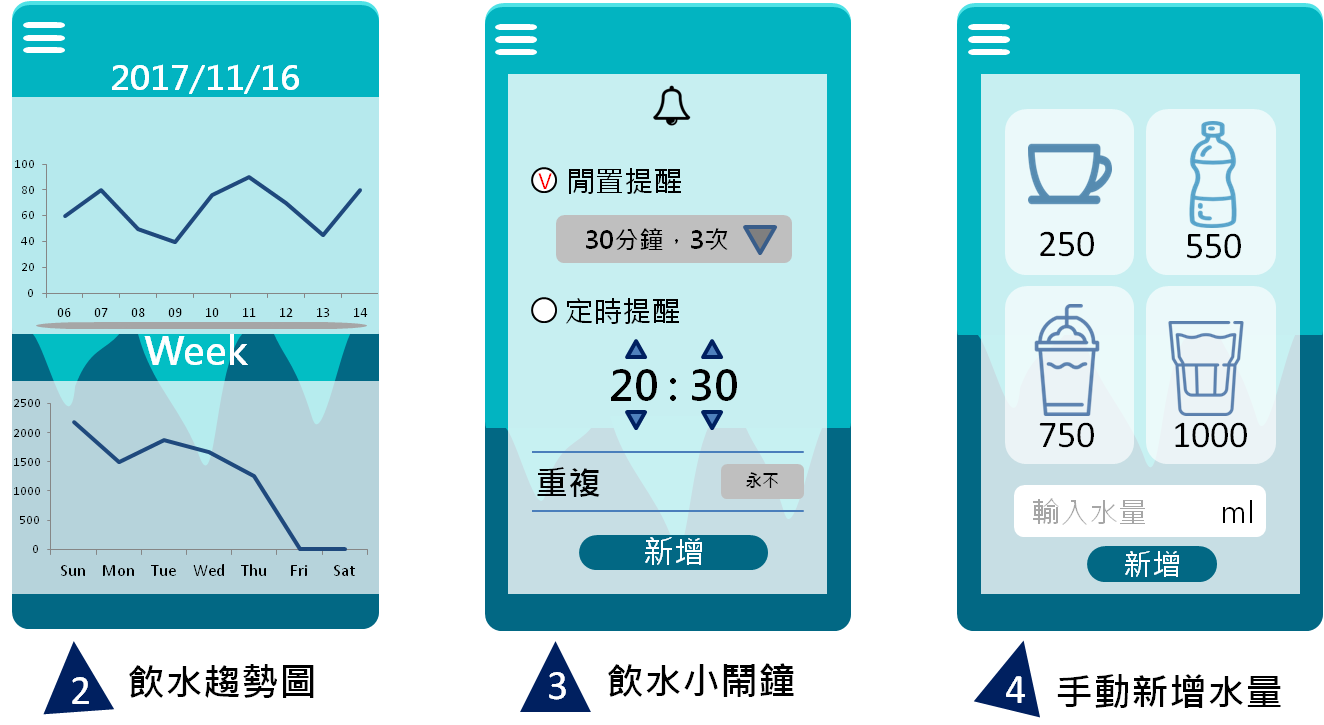 2017/11/16
100
80
60
40
20
0
06 07 08 09 10 11 12 13 14
Week
2500
2000
1500
1000
500
0
Sun Mon Tue Wed Thu Fri Sat
2 飲水趨勢圖
V 閒置提醒
30分鐘，3次
定時提醒
20 : 30
重複 永不
新增
3 飲水小鬧鐘
250 550
750 1000
輸入水量 ml
新增
4 手動新增水量